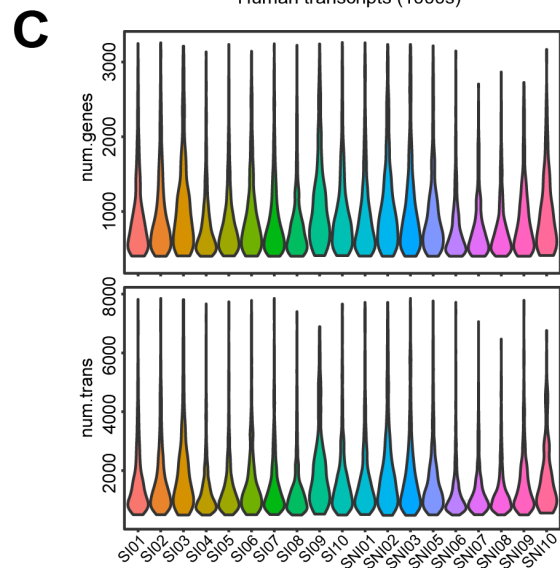 Human transcripts (1000s)
C
num.genes
3000
2000
1000
num.trans
8000
6000
4000
2000
SI01 SI02 SI03 SI04 SI05 SI06 SI07 SI08 SI09 SI10 SNI01 SNI02 SNI03 SNI05 SNI06 SNI07 SNI08 SNI09 SNI10